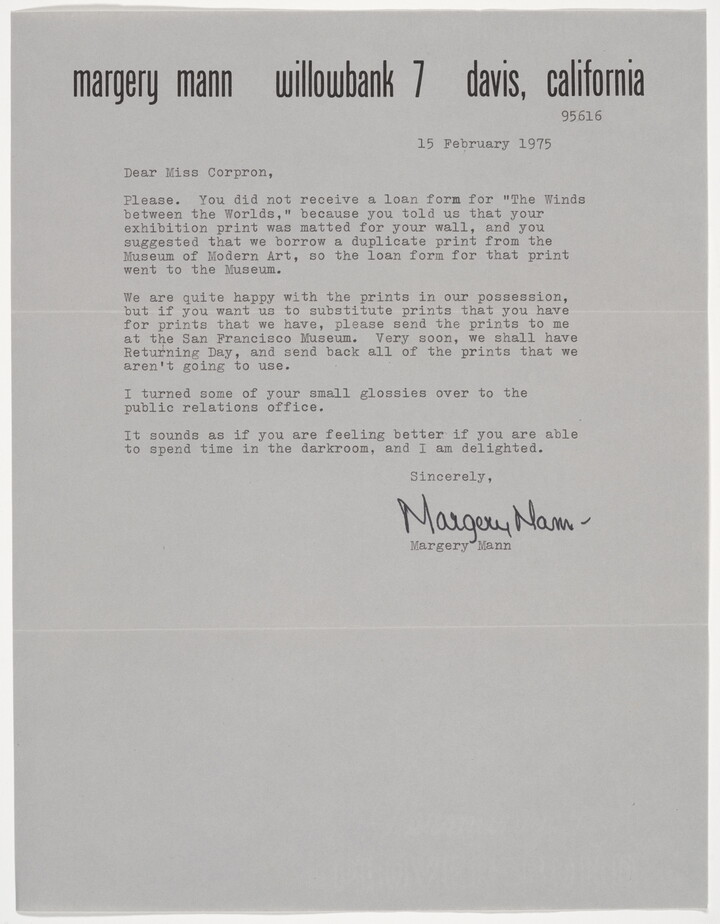 margery mann willowbank 7 davis, california
95616
15 February 1975
Dear Miss Corpron,
Please. You did not receive a loan form for "The Winds
between the Worlds," because you told us that your
exhibition print was matted for your wall, and you
suggested that we borrow a duplicate print from the
Museum of Modern Art, so the loan form for that print
went to the Museum.
We are quite happy with the prints in our possession,
but if you want us to substitute prints that you have
for prints that we have, please send the prints to me
at the San Francisco Museum. Very soon, we shall have
Returning Day, and send back all of the prints that we
aren't going to use.
I turned some of your small glossies over to the
public relations office.
It sounds as if you are feeling better if you are able
to spend time in the darkroom, and I am delighted.
Sincerely,
Margery Mann
Margery Mann